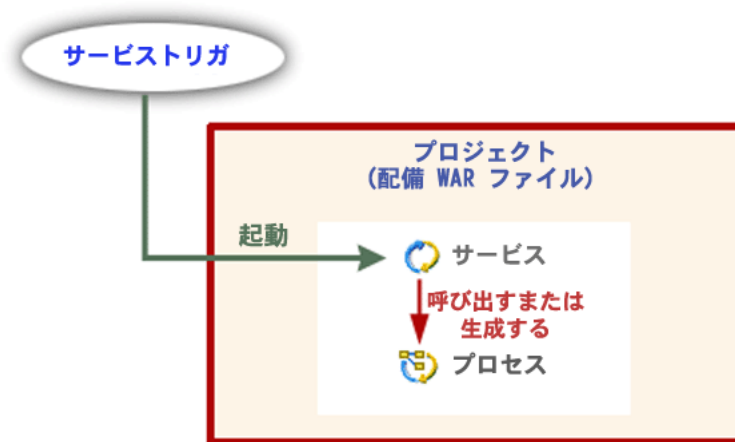 サービストリガ
プロジェクト
(配備 WAR ファイル)
起動
サービス
呼び出すまたは
生成する
プロセス